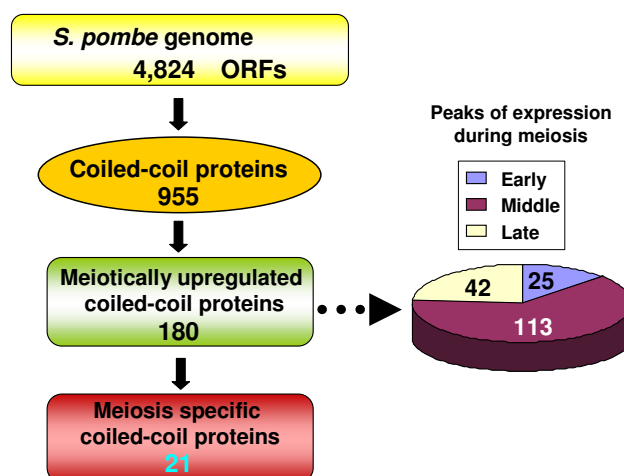 S. pombe genome
4,824 ORFs
Coiled-coil proteins
955
Meiotically upregulated
coiled-coil proteins
180
Meiosis specific
coiled-coil proteins
21
Peaks of expression
during meiosis
Early
Middle
Late
42
25
113